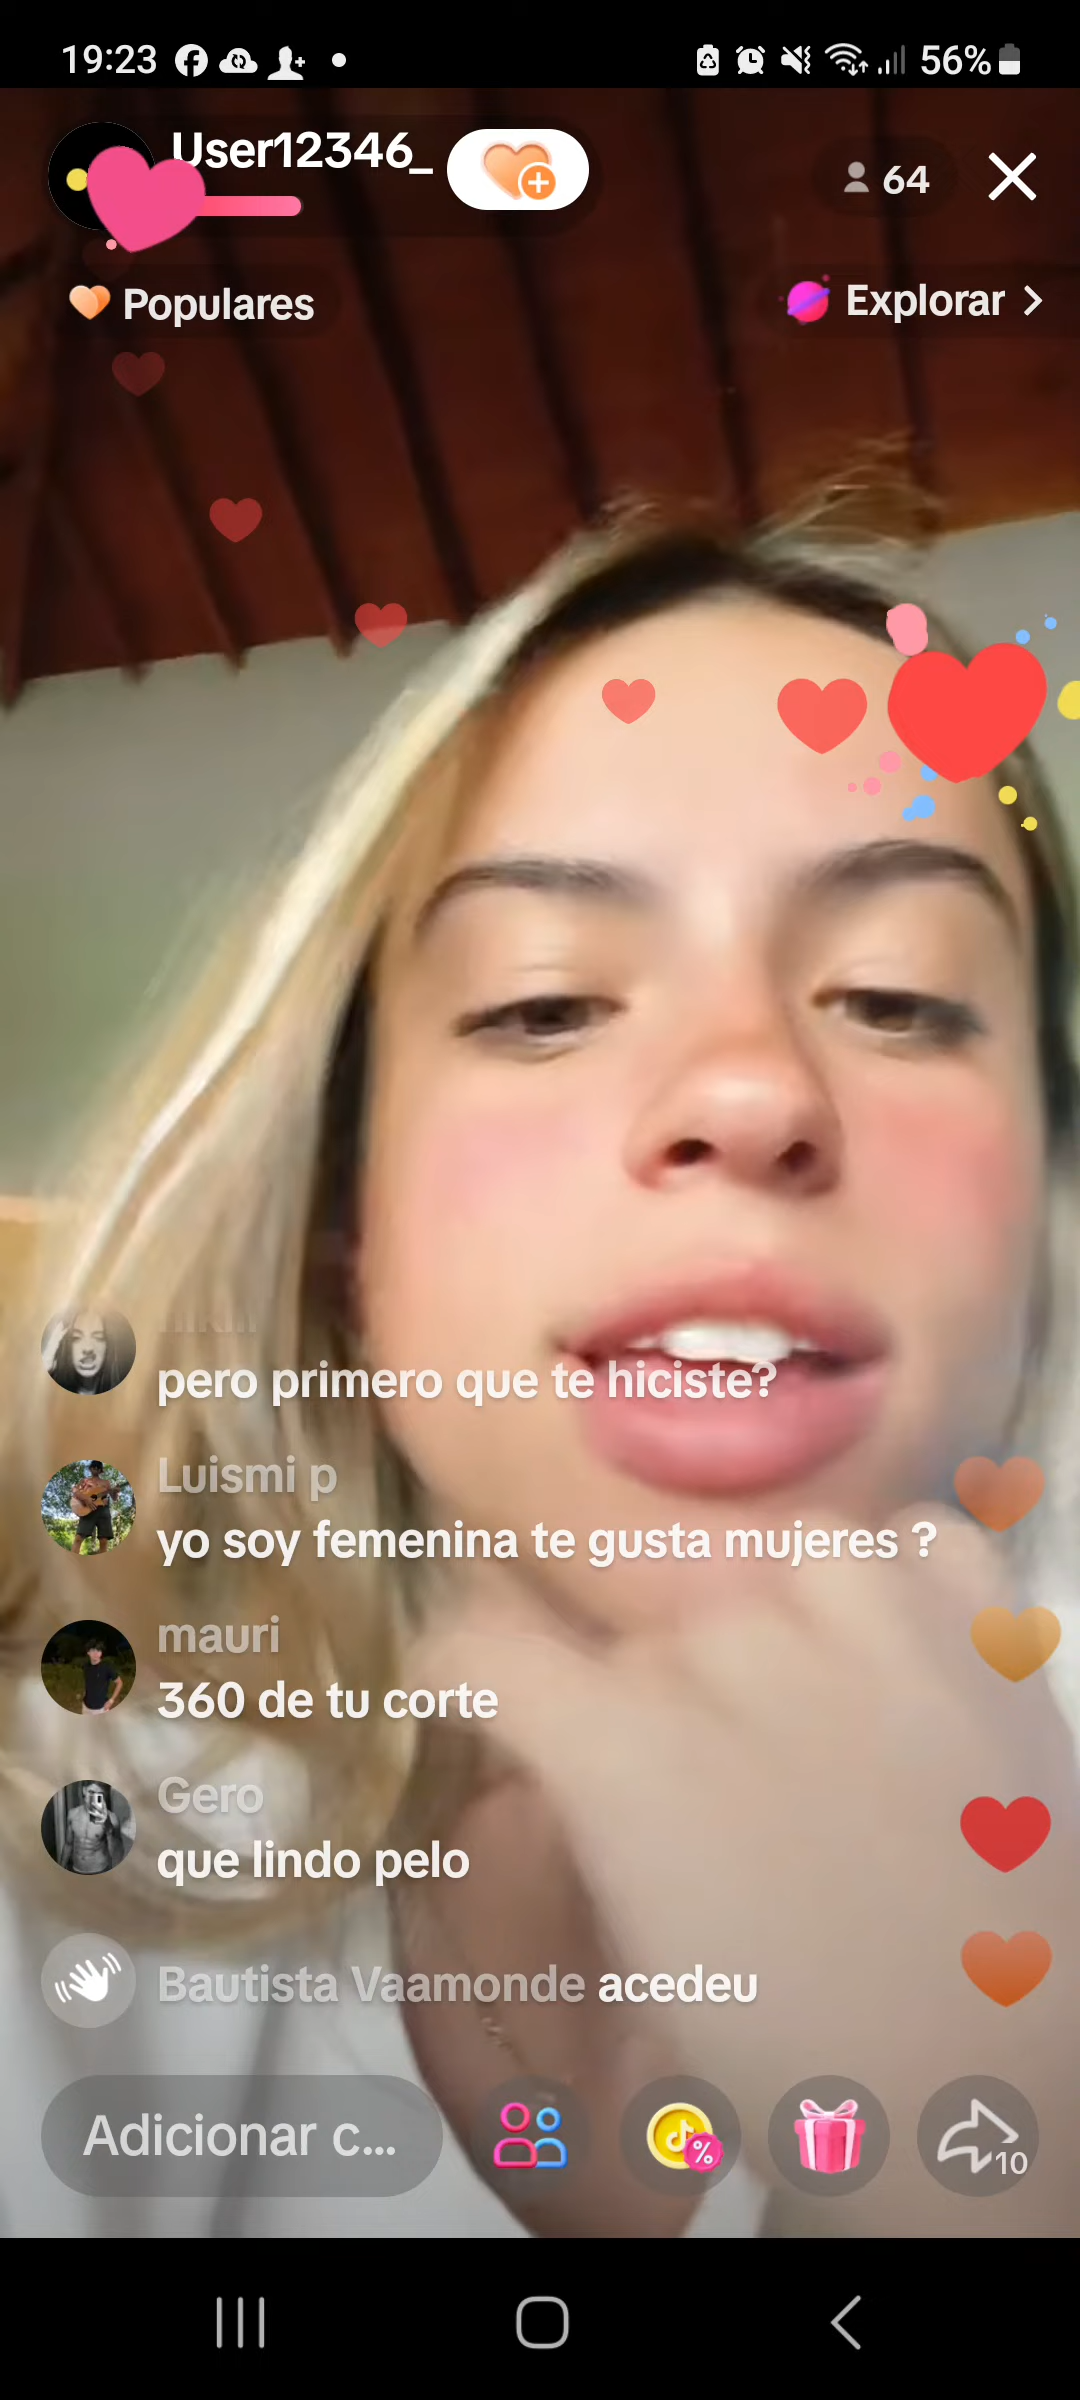 19:23
56%
User12346_
64
Populares
Explorar
pero primero que te hiciste?
Luismi p
yo soy femenina te gusta mujeres ?
mauri
360 de tu corte
Gero
que lindo pelo
Bautista Vaamonde acedeu
Adicionar c...
%
10